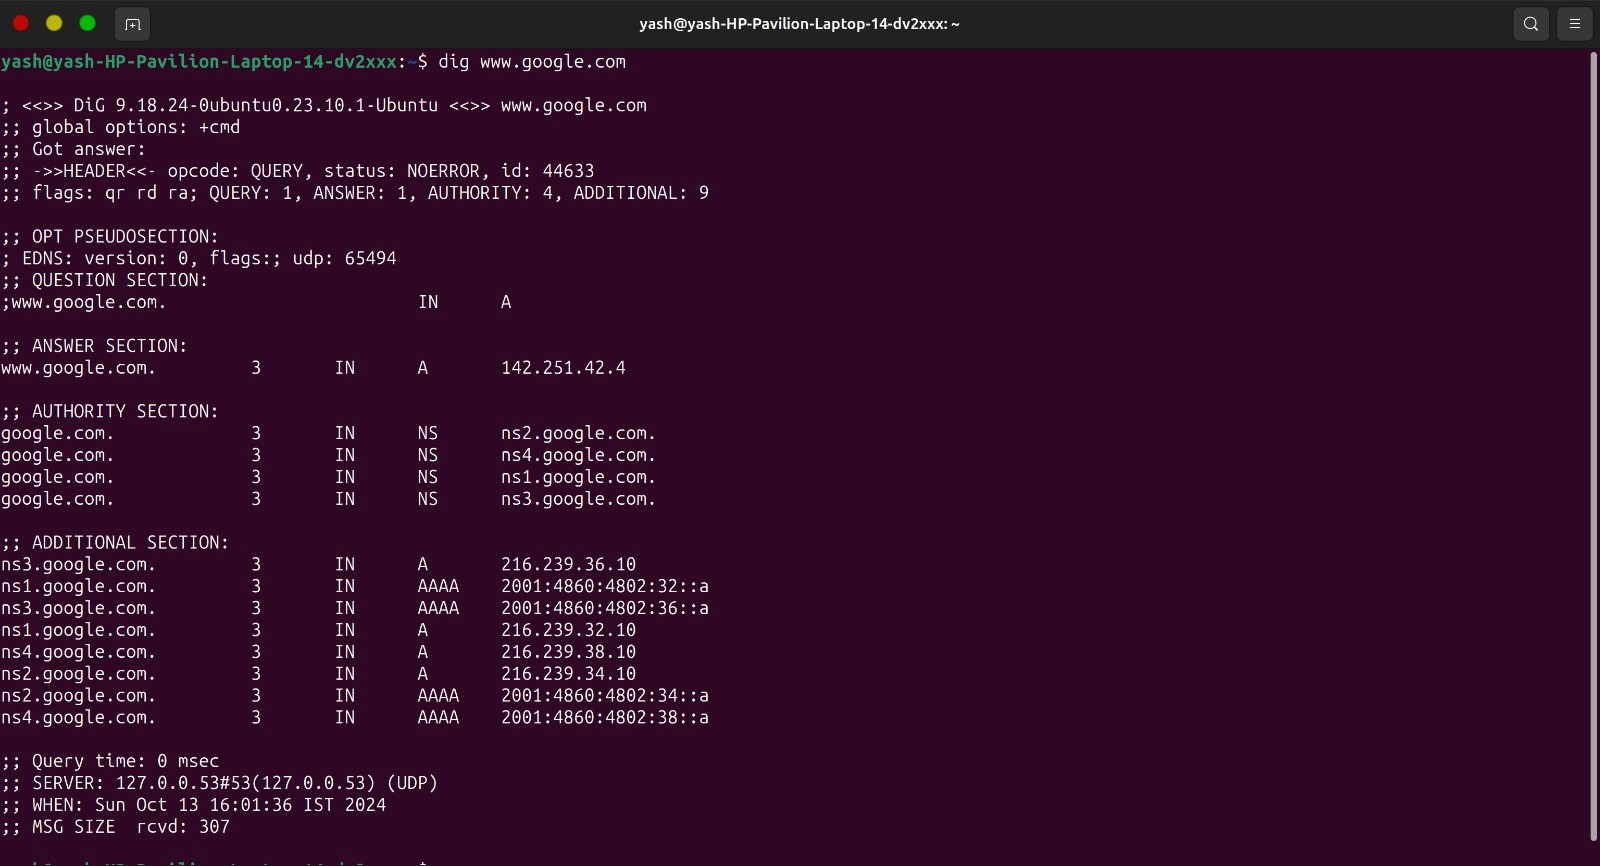 yash@yash-HP-Pavilion-Laptop-14-dv2xxx: ~
yash@yash-HP-Pavilion-Laptop-14-dv2xxx:~$ dig www.google.com
; <<>> DiG 9.18.24-0ubuntu0.23.10.1-Ubuntu <<>> www.google.com
;; global options: +cmd
;; Got answer:
;; ->>HEADER<<- opcode: QUERY, status: NOERROR, id: 44633
;; flags: qr rd ra; QUERY: 1, ANSWER: 1, AUTHORITY: 4, ADDITIONAL: 9
;; OPT PSEUDOSECTION:
; EDNS: version: 0, flags:; udp: 65494
;; QUESTION SECTION:
;www.google.com. IN A
;; ANSWER SECTION:
www.google.com. 3 IN A 142.251.42.4
;; AUTHORITY SECTION:
google.com. 3 IN NS ns2.google.com.
google.com. 3 IN NS ns4.google.com.
google.com. 3 IN NS ns1.google.com.
google.com. 3 IN NS ns3.google.com.
;; ADDITIONAL SECTION:
ns3.google.com. 3 IN A 216.239.36.10
ns1.google.com. 3 IN AAAA 2001:4860:4802:32::a
ns3.google.com. 3 IN AAAA 2001:4860:4802:36::a
ns1.google.com. 3 IN A 216.239.32.10
ns4.google.com. 3 IN A 216.239.38.10
ns2.google.com. 3 IN A 216.239.34.10
ns2.google.com. 3 IN AAAA 2001:4860:4802:34::a
ns4.google.com. 3 IN AAAA 2001:4860:4802:38::a
;; Query time: 0 msec
;; SERVER: 127.0.0.53#53(127.0.0.53) (UDP)
;; WHEN: Sun Oct 13 16:01:36 IST 2024
;; MSG SIZE  rcvd: 307